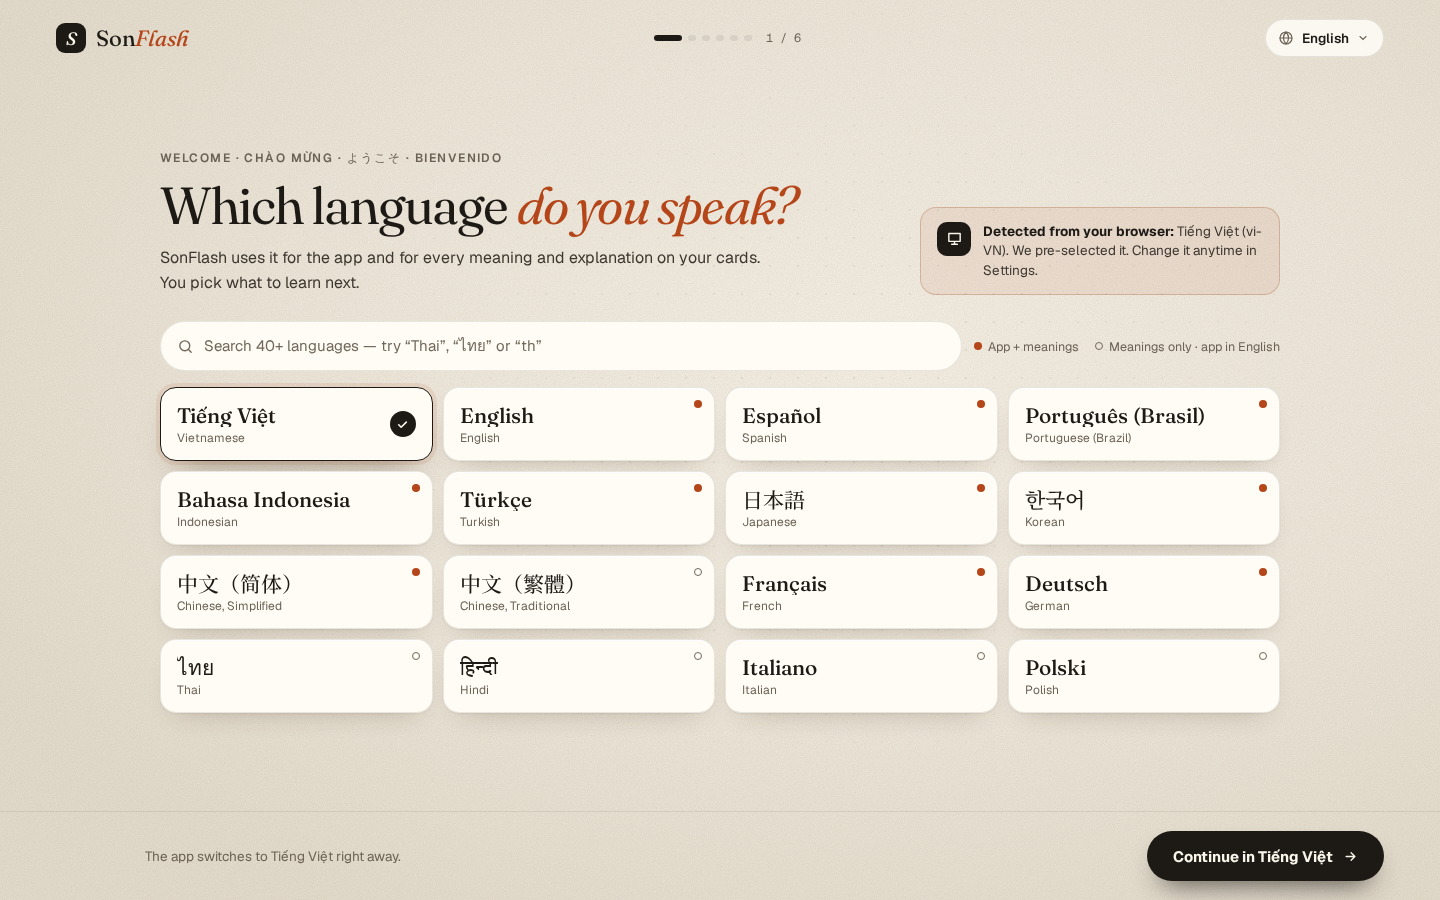 S SonFlash
1 / 6
English
WELCOME · CHÀO MỪNG · ようこそ · BIENVENIDO
Which language do you speak?
SonFlash uses it for the app and for every meaning and explanation on your cards.
You pick what to learn next.
Detected from your browser: Tiếng Việt (vi-
VN). We pre-selected it. Change it anytime in
Settings.
Search 40+ languages — try “Thai”, “ไทย” or “th”
App + meanings
Meanings only · app in English
Tiếng Việt
Vietnamese
English
English
Español
Spanish
Português (Brasil)
Portuguese (Brazil)
Bahasa Indonesia
Indonesian
Türkçe
Turkish
日本語
Japanese
한국어
Korean
中文（简体）
Chinese, Simplified
中文（繁體）
Chinese, Traditional
Français
French
Deutsch
German
ไทย
Thai
हिन्दी
Hindi
Italiano
Italian
Polski
Polish
The app switches to Tiếng Việt right away.
Continue in Tiếng Việt →